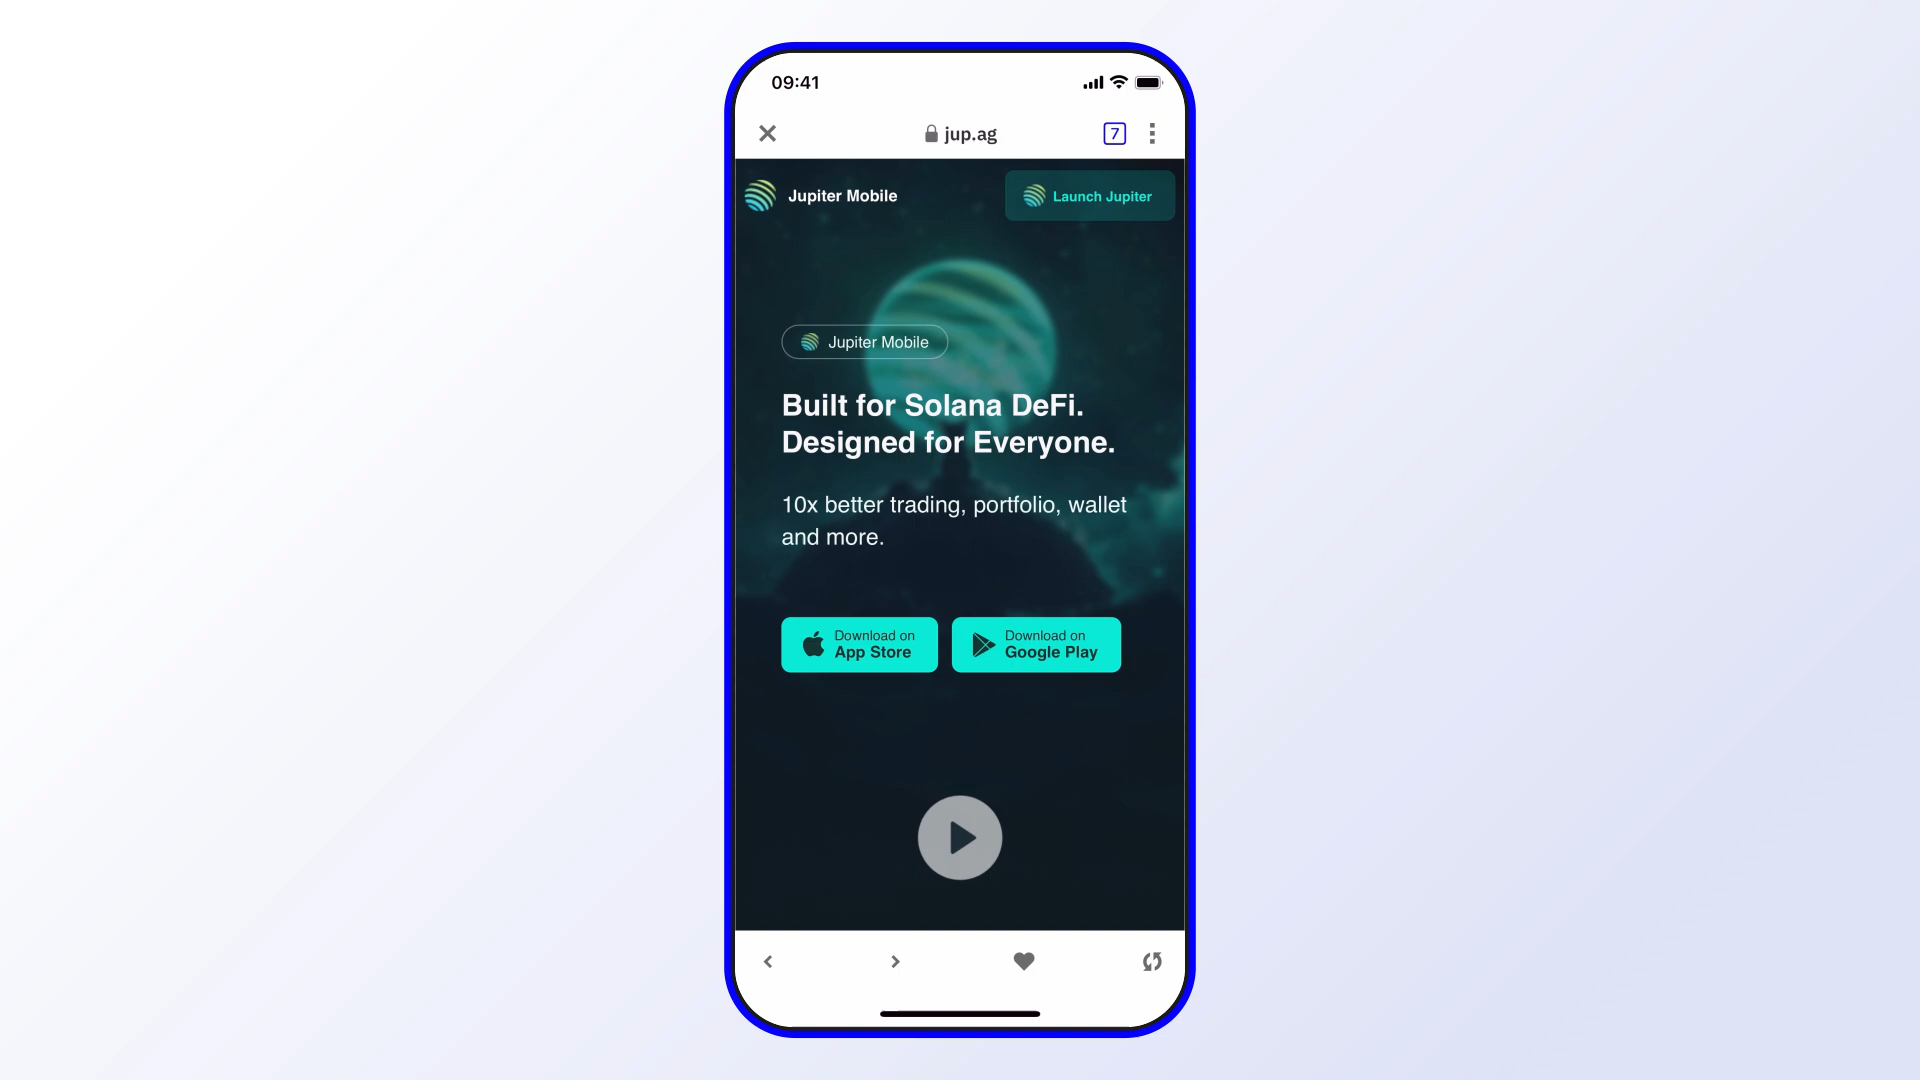 09:41
jup.ag
7
Jupiter Mobile
Launch Jupiter
Jupiter Mobile
Built for Solana DeFi.
Designed for Everyone.
10x better trading, portfolio, wallet
and more.
Download on
App Store
Download on
Google Play